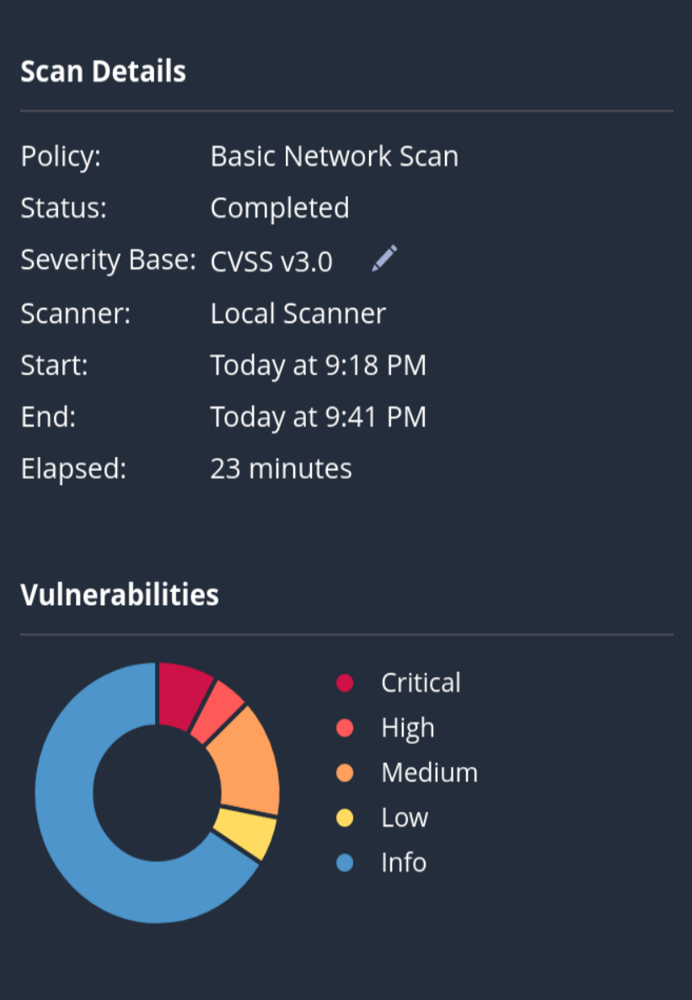 Scan Details
Policy: Basic Network Scan
Status: Completed
Severity Base: CVSS v3.0
Scanner: Local Scanner
Start: Today at 9:18 PM
End: Today at 9:41 PM
Elapsed: 23 minutes
Vulnerabilities
Critical
High
Medium
Low
Info